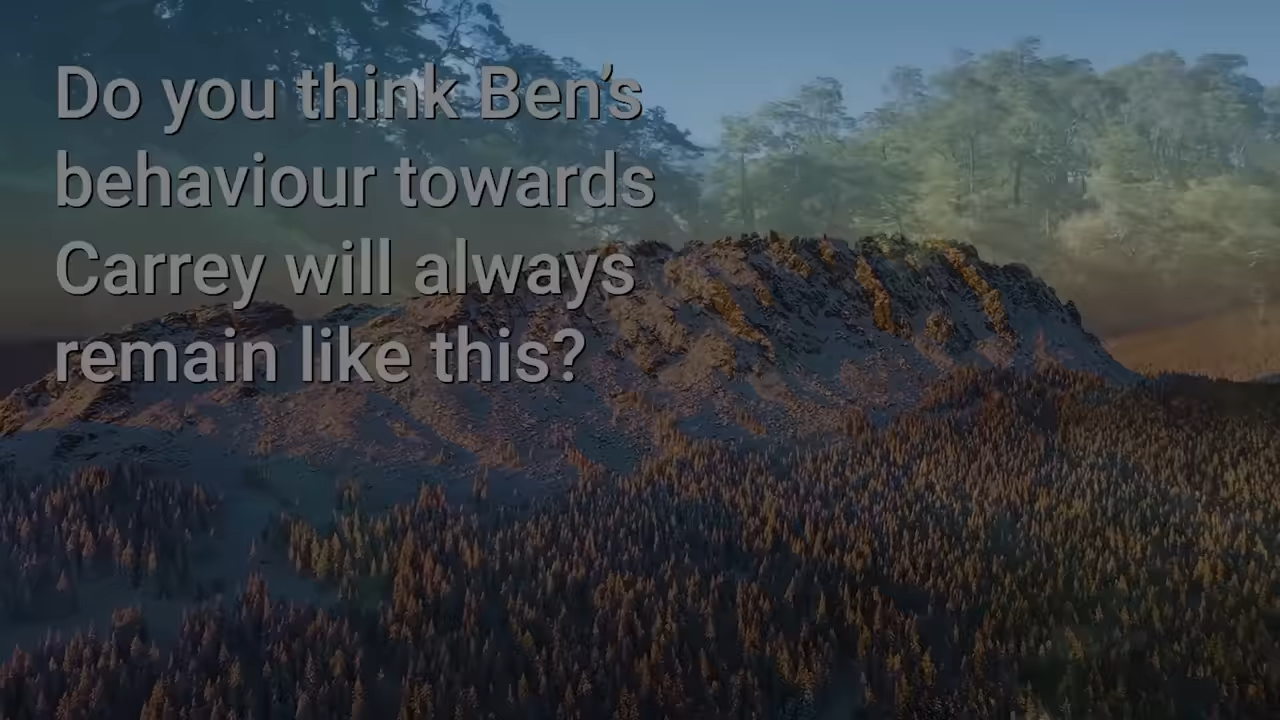 Do you think Ben’s
behaviour towards
Carrey will always
remain like this?